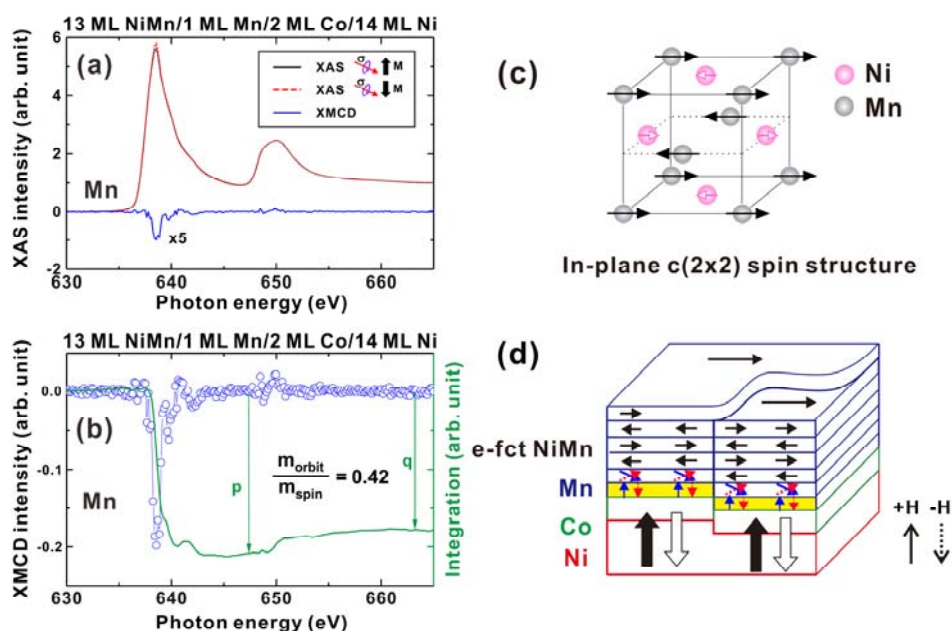 13 ML NiMn/1 ML Mn/2 ML Co/14 ML Ni
(a)
XAS σ M
XAS σ M
XMCD
Mn
x5
XAS intensity (arb. unit)
6
4
2
0
-2
630 640 650 660
Photon energy (eV)
(c)
Ni
Mn
In-plane c(2x2) spin structure
13 ML NiMn/1 ML Mn/2 ML Co/14 ML Ni
(b)
Mn
XMCD intensity (arb. unit)
Integration (arb. unit)
0.0
-0.1
-0.2
p
q
m_orbit / m_spin = 0.42
630 640 650 660
Photon energy (eV)
(d)
e-fct NiMn
Mn
Co
Ni
+H -H